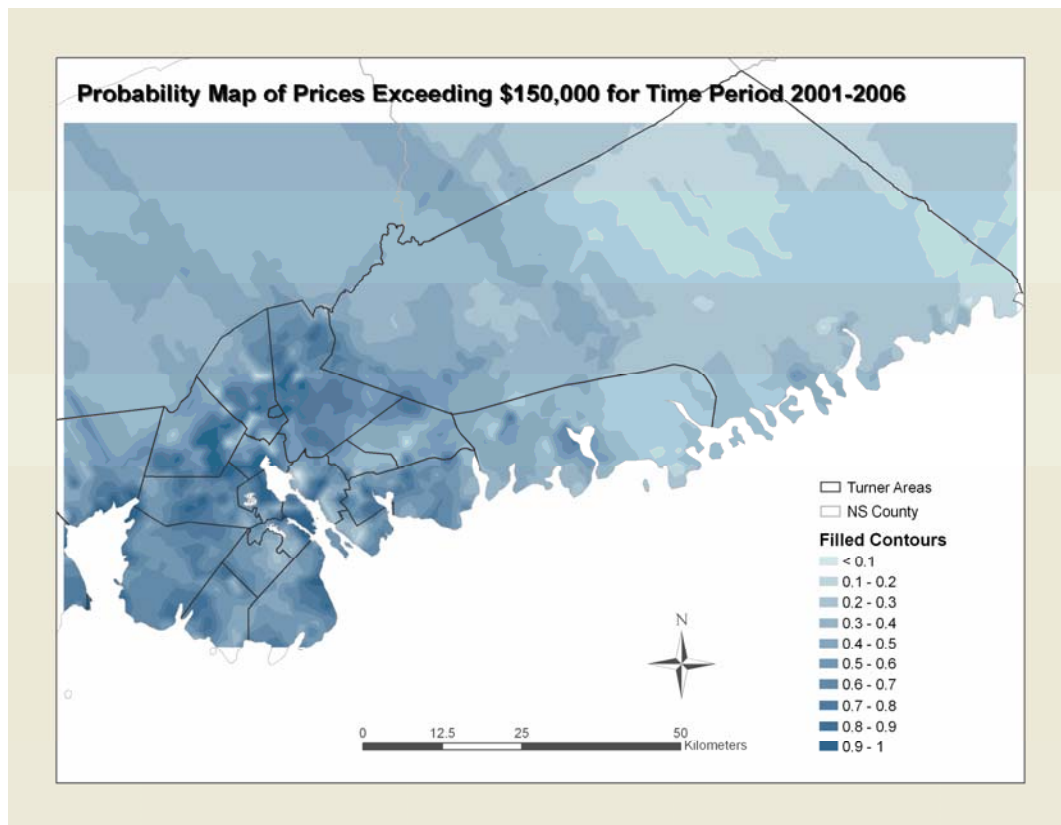 Probability Map of Prices Exceeding $150,000 for Time Period 2001-2006
Turner Areas
NS County
Filled Contours
< 0.1
0.1 - 0.2
0.2 - 0.3
0.3 - 0.4
0.4 - 0.5
0.5 - 0.6
0.6 - 0.7
0.7 - 0.8
0.8 - 0.9
0.9 - 1
N
0 12.5 25 50
Kilometers